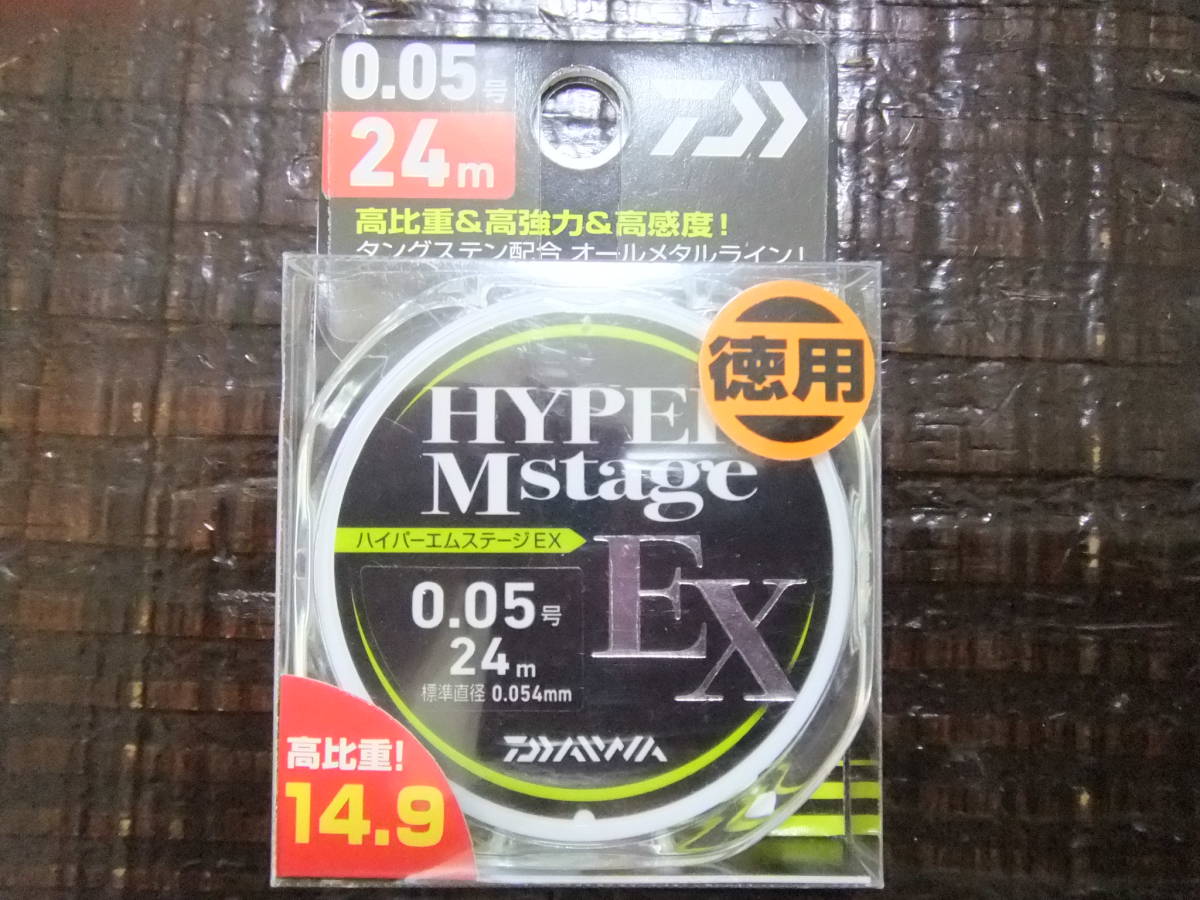 0.05号
24m
高比重&高強力&高感度!
タングステン配合 オールメタルライン!
徳用
HYPER
Mstage
ハイパーエムステージEX
EX
0.05号
24m
標準直径 0.054mm
DAIWA
高比重!
14.9